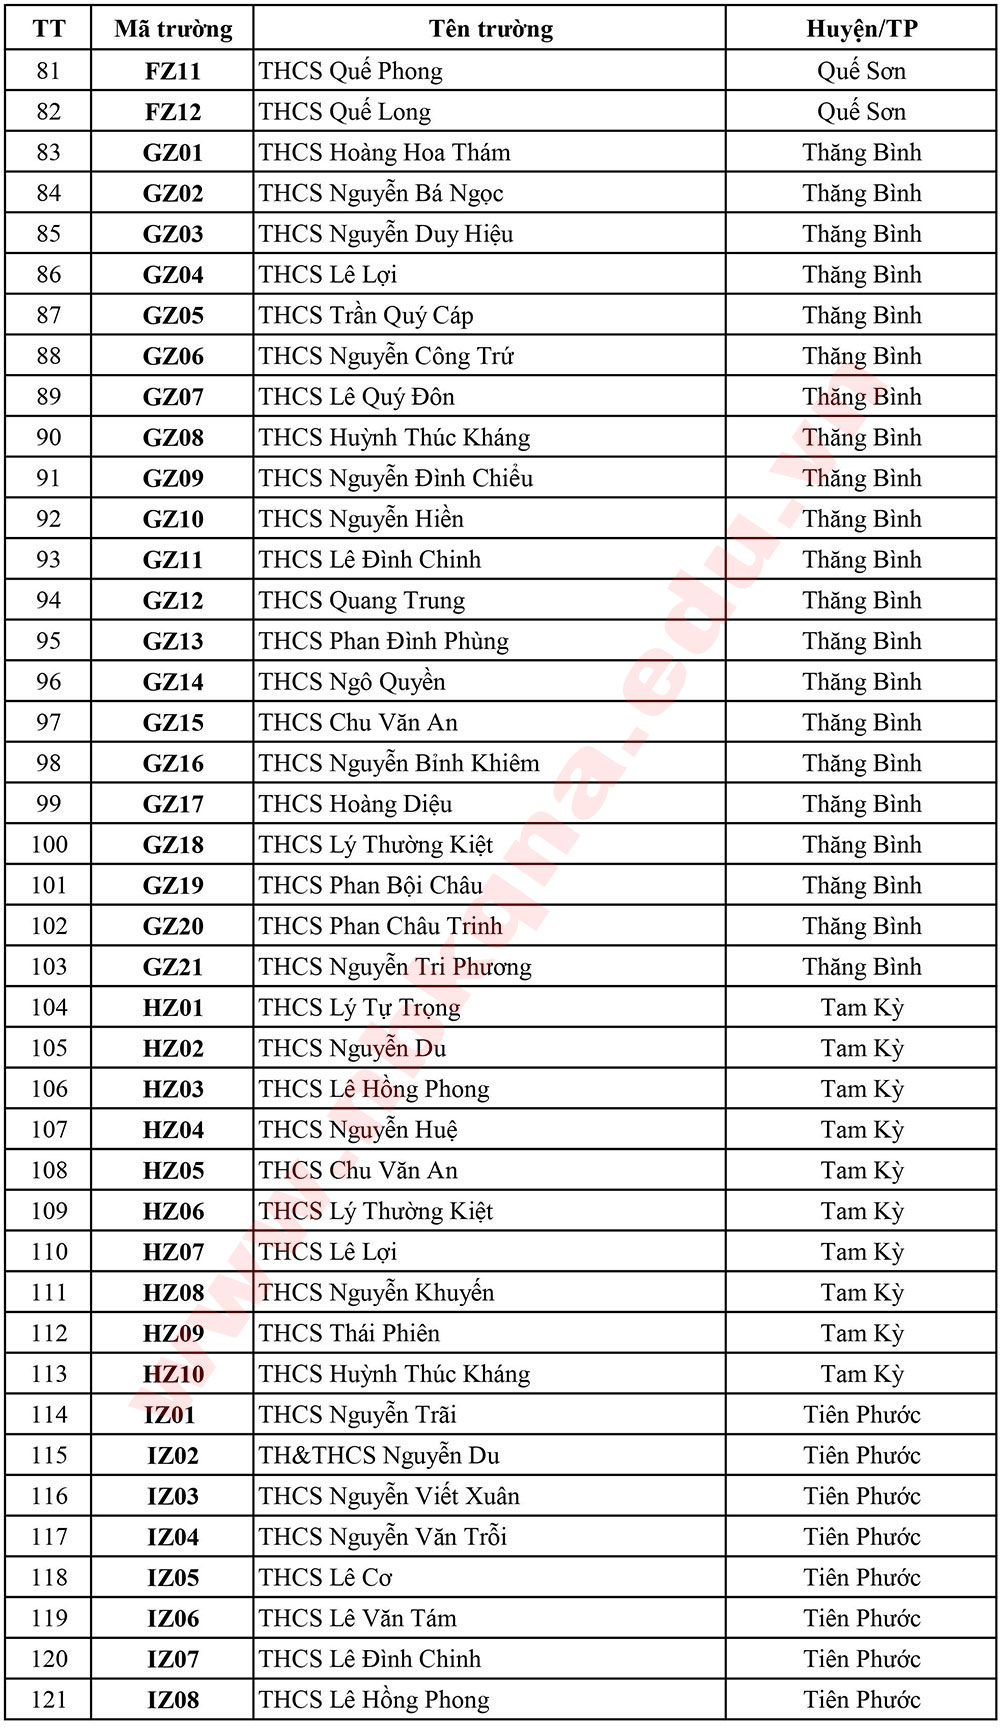 TT Mã trường Tên trường Huyện/TP
81 FZ11 THCS Quế Phong Quế Sơn
82 FZ12 THCS Quế Long Quế Sơn
83 GZ01 THCS Hoàng Hoa Thám Thăng Bình
84 GZ02 THCS Nguyễn Bá Ngọc Thăng Bình
85 GZ03 THCS Nguyễn Duy Hiệu Thăng Bình
86 GZ04 THCS Lê Lợi Thăng Bình
87 GZ05 THCS Trần Quý Cáp Thăng Bình
88 GZ06 THCS Nguyễn Công Trứ Thăng Bình
89 GZ07 THCS Lê Quý Đôn Thăng Bình
90 GZ08 THCS Huỳnh Thúc Kháng Thăng Bình
91 GZ09 THCS Nguyễn Đình Chiểu Thăng Bình
92 GZ10 THCS Nguyễn Hiền Thăng Bình
93 GZ11 THCS Lê Đình Chinh Thăng Bình
94 GZ12 THCS Quang Trung Thăng Bình
95 GZ13 THCS Phan Đình Phùng Thăng Bình
96 GZ14 THCS Ngô Quyền Thăng Bình
97 GZ15 THCS Chu Văn An Thăng Bình
98 GZ16 THCS Nguyễn Bỉnh Khiêm Thăng Bình
99 GZ17 THCS Hoàng Diệu Thăng Bình
100 GZ18 THCS Lý Thường Kiệt Thăng Bình
101 GZ19 THCS Phan Bội Châu Thăng Bình
102 GZ20 THCS Phan Châu Trinh Thăng Bình
103 GZ21 THCS Nguyễn Tri Phương Thăng Bình
104 HZ01 THCS Lý Tự Trọng Tam Kỳ
105 HZ02 THCS Nguyễn Du Tam Kỳ
106 HZ03 THCS Lê Hồng Phong Tam Kỳ
107 HZ04 THCS Nguyễn Huệ Tam Kỳ
108 HZ05 THCS Chu Văn An Tam Kỳ
109 HZ06 THCS Lý Thường Kiệt Tam Kỳ
110 HZ07 THCS Lê Lợi Tam Kỳ
111 HZ08 THCS Nguyễn Khuyến Tam Kỳ
112 HZ09 THCS Thái Phiên Tam Kỳ
113 HZ10 THCS Huỳnh Thúc Kháng Tam Kỳ
114 IZ01 THCS Nguyễn Trãi Tiên Phước
115 IZ02 TH&THCS Nguyễn Du Tiên Phước
116 IZ03 THCS Nguyễn Viết Xuân Tiên Phước
117 IZ04 THCS Nguyễn Văn Trỗi Tiên Phước
118 IZ05 THCS Lê Cơ Tiên Phước
119 IZ06 THCS Lê Văn Tám Tiên Phước
120 IZ07 THCS Lê Đình Chinh Tiên Phước
121 IZ08 THCS Lê Hồng Phong Tiên Phước
www.nbkqna.edu.vn